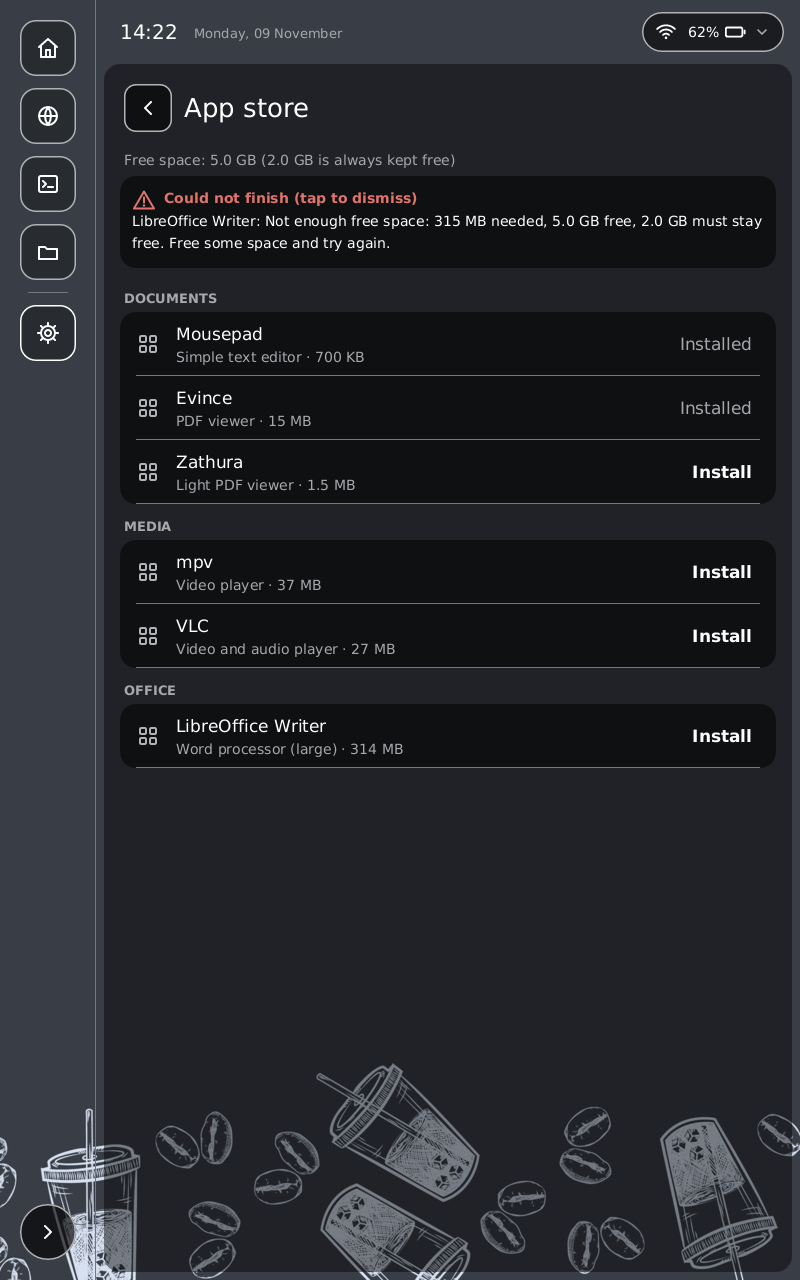 14:22 Monday, 09 November 62%
App store
Free space: 5.0 GB (2.0 GB is always kept free)
Could not finish (tap to dismiss)
LibreOffice Writer: Not enough free space: 315 MB needed, 5.0 GB free, 2.0 GB must stay
free. Free some space and try again.
DOCUMENTS
Mousepad
Simple text editor · 700 KB
Installed
Evince
PDF viewer · 15 MB
Installed
Zathura
Light PDF viewer · 1.5 MB
Install
MEDIA
mpv
Video player · 37 MB
Install
VLC
Video and audio player · 27 MB
Install
OFFICE
LibreOffice Writer
Word processor (large) · 314 MB
Install